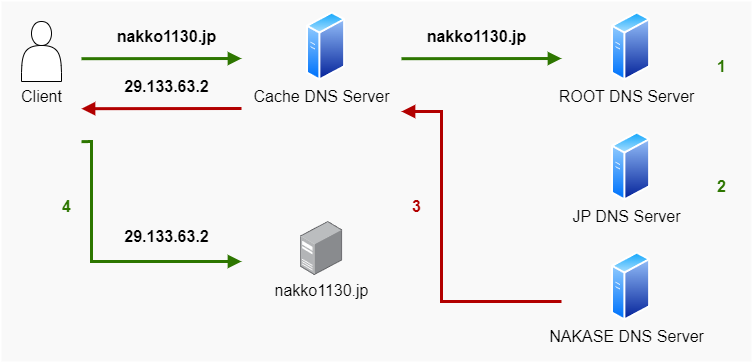 nakko1130.jp
nakko1130.jp
1
29.133.63.2
Client
Cache DNS Server
ROOT DNS Server
2
4
3
JP DNS Server
29.133.63.2
nakko1130.jp
NAKASE DNS Server